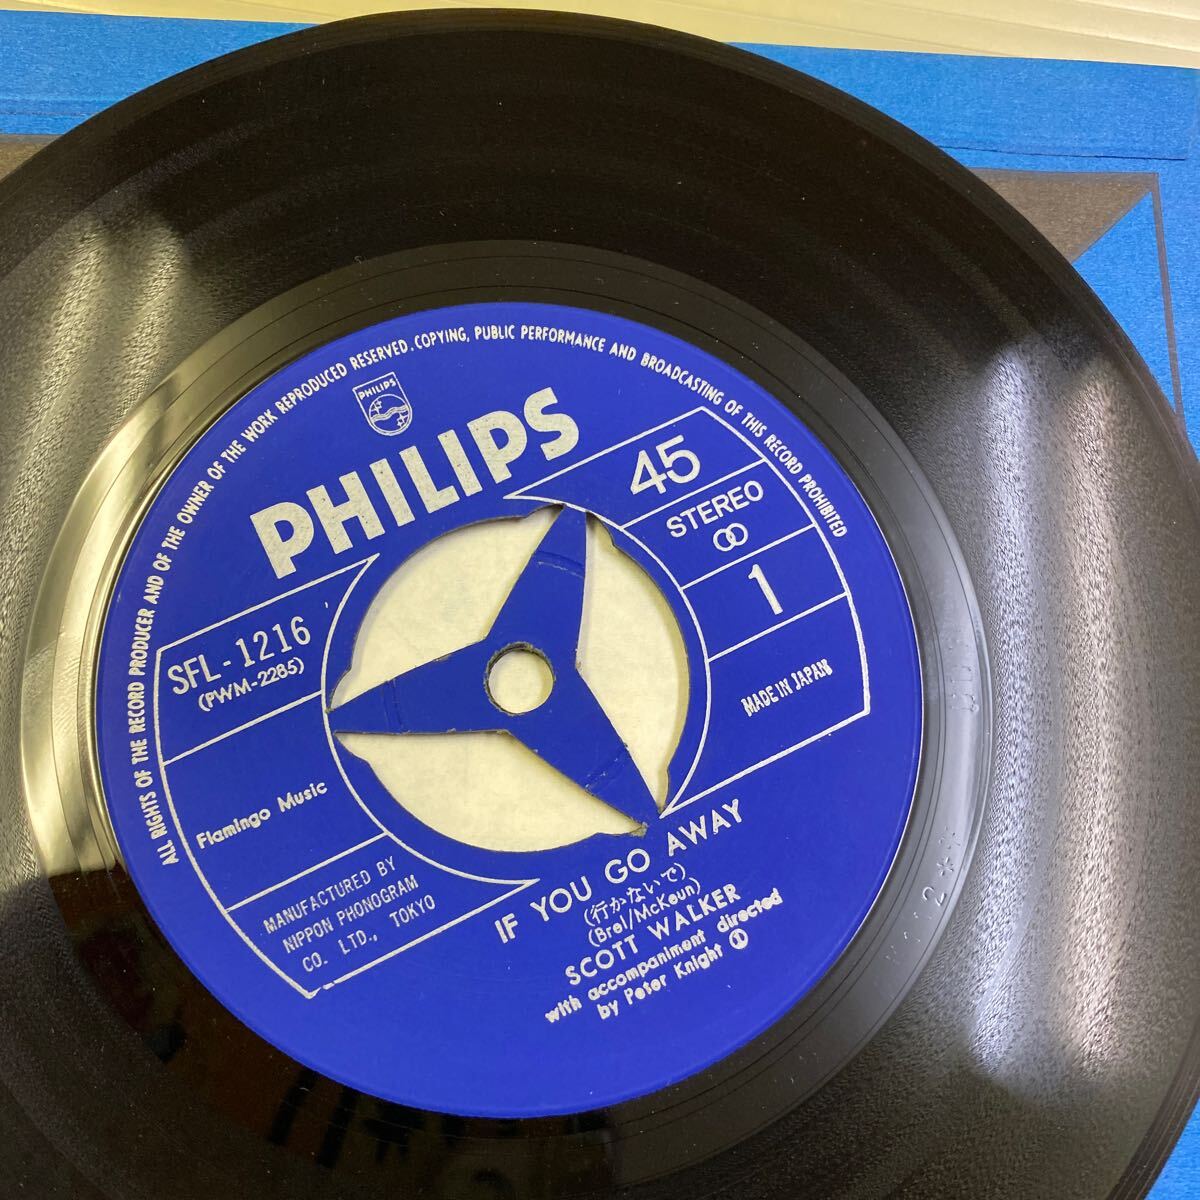 ALL RIGHTS OF THE RECORD PRODUCER AND OF THE OWNER OF THE WORK REPRODUCED RESERVED. COPYING, PUBLIC PERFORMANCE AND BROADCASTING OF THIS RECORD PROHIBITED
PHILIPS
PHILIPS
45
STEREO
1
MADE IN JAPAN
SFL-1216
(PWM-2285)
Flamingo Music
MANUFACTURED BY
NIPPON PHONOGRAM
CO. LTD., TOKYO
IF YOU GO AWAY
(行かないで)
(Brel/McKeun)
SCOTT WALKER
with accompaniment directed
by Peter Knight ①